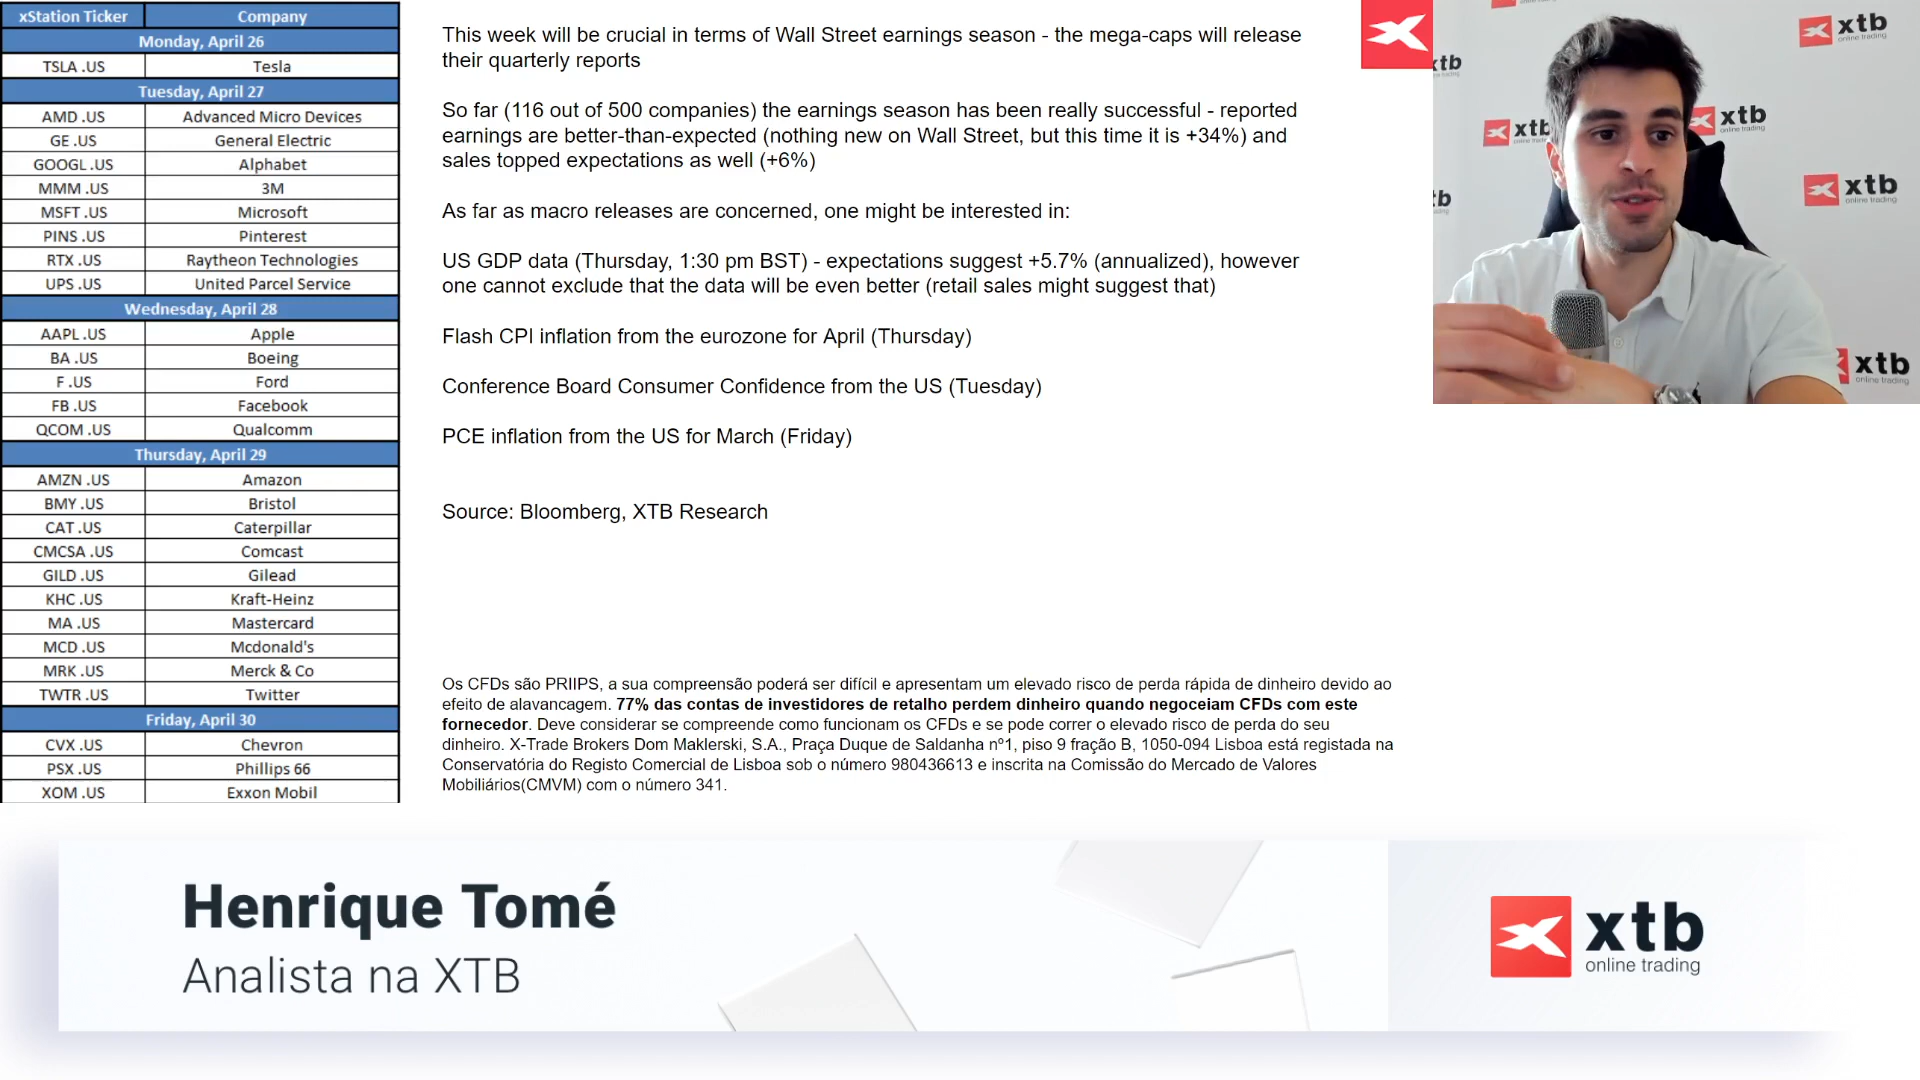 xStation Ticker Company
Monday, April 26
TSLA .US Tesla
Tuesday, April 27
AMD .US Advanced Micro Devices
GE .US General Electric
GOOGL .US Alphabet
MMM .US 3M
MSFT .US Microsoft
PINS .US Pinterest
RTX .US Raytheon Technologies
UPS .US United Parcel Service
Wednesday, April 28
AAPL .US Apple
BA .US Boeing
F .US Ford
FB .US Facebook
QCOM .US Qualcomm
Thursday, April 29
AMZN .US Amazon
BMY .US Bristol
CAT .US Caterpillar
CMCSA .US Comcast
GILD .US Gilead
KHC .US Kraft-Heinz
MA .US Mastercard
MCD .US Mcdonald's
MRK .US Merck & Co
TWTR .US Twitter
Friday, April 30
CVX .US Chevron
PSX .US Phillips 66
XOM .US Exxon Mobil
This week will be crucial in terms of Wall Street earnings season - the mega-caps will release
their quarterly reports
So far (116 out of 500 companies) the earnings season has been really successful - reported
earnings are better-than-expected (nothing new on Wall Street, but this time it is +34%) and
sales topped expectations as well (+6%)
As far as macro releases are concerned, one might be interested in:
US GDP data (Thursday, 1:30 pm BST) - expectations suggest +5.7% (annualized), however
one cannot exclude that the data will be even better (retail sales might suggest that)
Flash CPI inflation from the eurozone for April (Thursday)
Conference Board Consumer Confidence from the US (Tuesday)
PCE inflation from the US for March (Friday)
Source: Bloomberg, XTB Research
Os CFDs são PRIIPS, a sua compreensão poderá ser difícil e apresentam um elevado risco de perda rápida de dinheiro devido ao
efeito de alavancagem. 77% das contas de investidores de retalho perdem dinheiro quando negoceiam CFDs com este
fornecedor. Deve considerar se compreende como funcionam os CFDs e se pode correr o elevado risco de perda do seu
dinheiro. X-Trade Brokers Dom Maklerski, S.A., Praça Duque de Saldanha nº1, piso 9 fração B, 1050-094 Lisboa está registada na
Conservatória do Registo Comercial de Lisboa sob o número 980436613 e inscrita na Comissão do Mercado de Valores
Mobiliários(CMVM) com o número 341.
xtb
online trading
xtb
xtb
online trading
xtb
xtb
online trading
xtb
online trading
Henrique Tomé
Analista na XTB
xtb
online trading